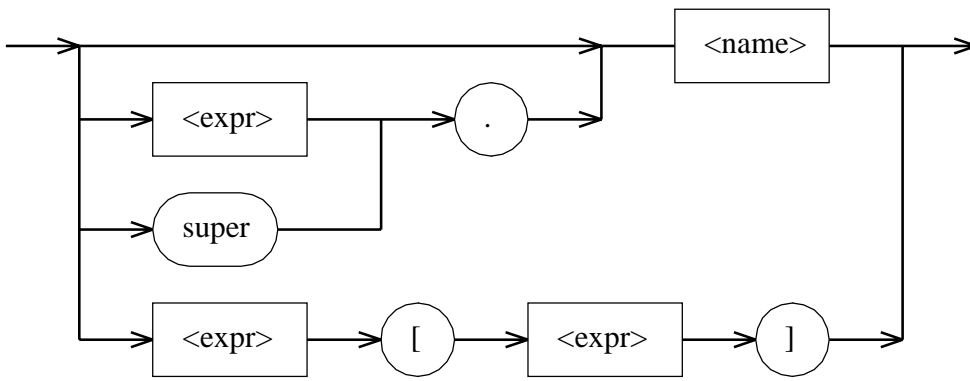 <name>
<expr> .
super
<expr> [ <expr> ]